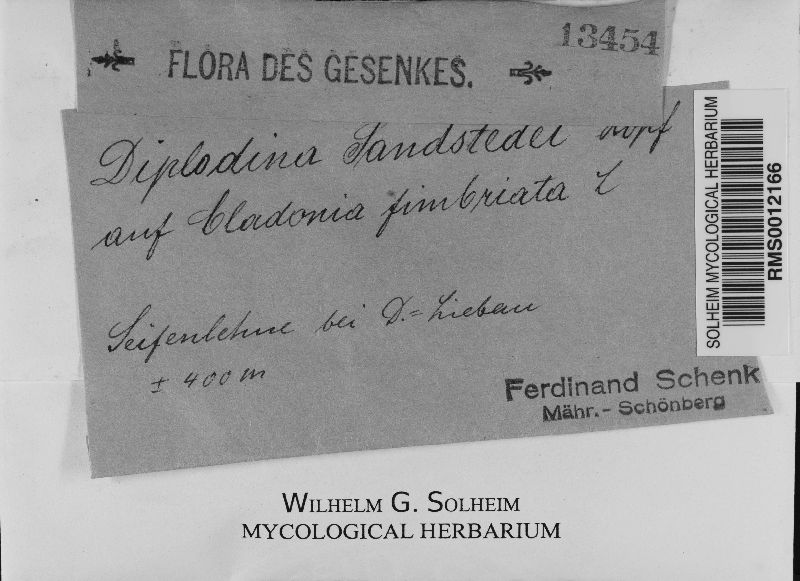 13454
FLORA DES GESENKES.
Diplodina Sandstedei Zopf
auf Cladonia fimbriata L
Seifenlehne bei D.=Liebau
± 400 m
Ferdinand Schenk
Mähr.- Schönberg
SOLHEIM MYCOLOGICAL HERBARIUM
RMS0012166
WILHELM G. SOLHEIM
MYCOLOGICAL HERBARIUM